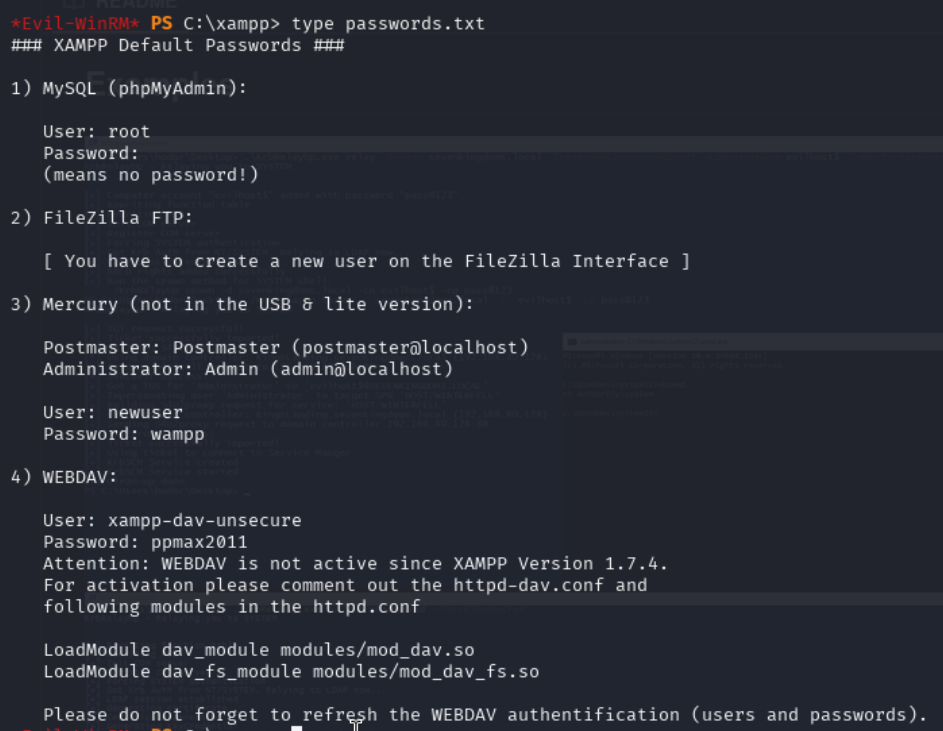 README
Examples
*Evil-WinRM* PS C:\xampp> type passwords.txt
### XAMPP Default Passwords ###
1) MySQL (phpMyAdmin):
User: root
Password:
(means no password!)
2) FileZilla FTP:
[ You have to create a new user on the FileZilla Interface ]
3) Mercury (not in the USB & lite version):
Postmaster: Postmaster (postmaster@localhost)
Administrator: Admin (admin@localhost)
User: newuser
Password: wampp
4) WEBDAV:
User: xampp-dav-unsecure
Password: ppmax2011
Attention: WEBDAV is not active since XAMPP Version 1.7.4.
For activation please comment out the httpd-dav.conf and
following modules in the httpd.conf
LoadModule dav_module modules/mod_dav.so
LoadModule dav_fs_module modules/mod_dav_fs.so
Please do not forget to refresh the WEBDAV authentification (users and passwords).